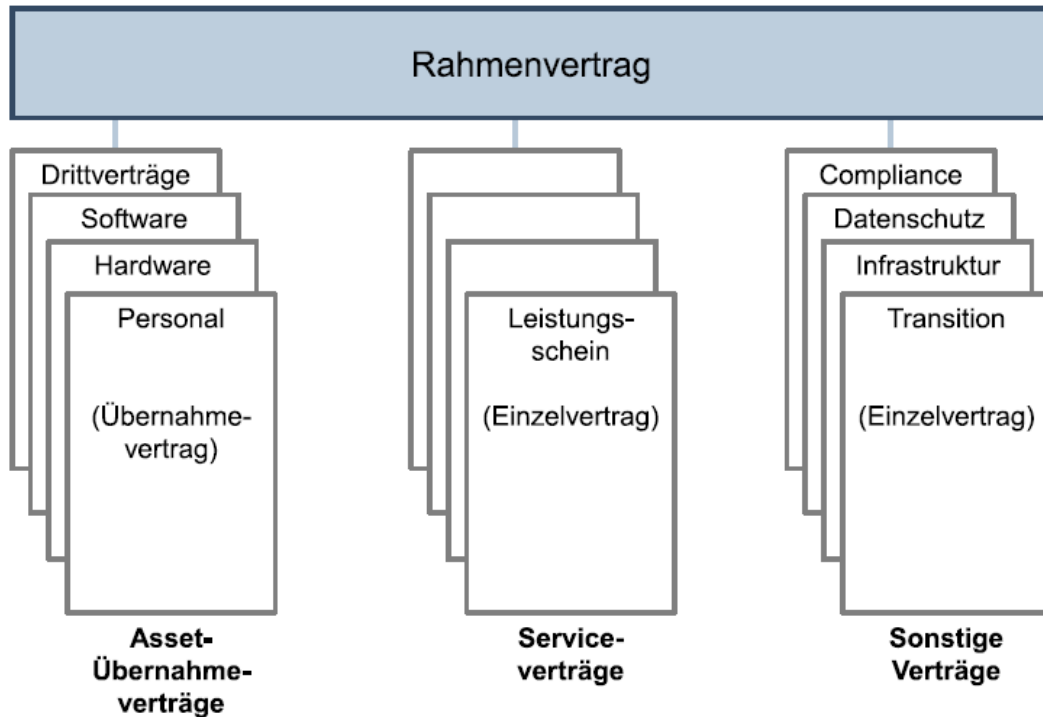 Rahmenvertrag
Drittverträge
Software
Hardware
Personal
(Übernahme-
vertrag)
Asset-
Übernahme-
verträge
Leistungs-
schein
(Einzelvertrag)
Service-
verträge
Compliance
Datenschutz
Infrastruktur
Transition
(Einzelvertrag)
Sonstige
Verträge